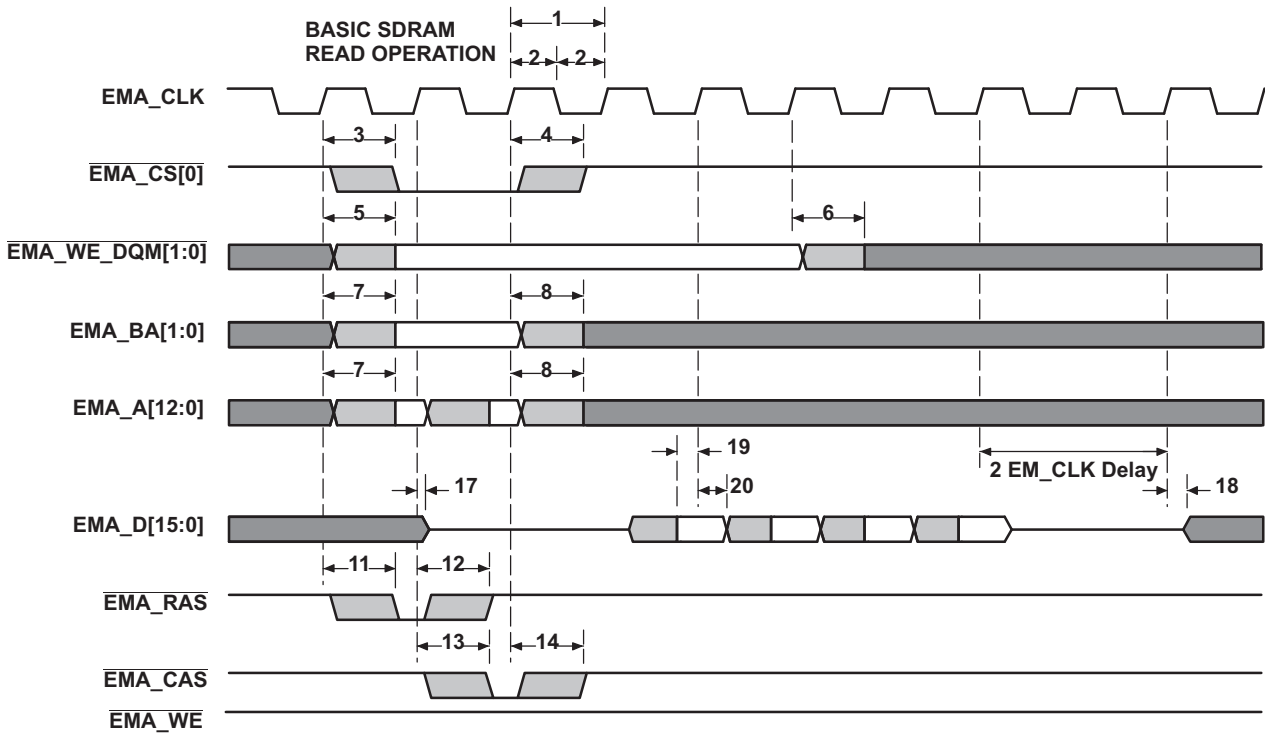 BASIC SDRAM
READ OPERATION
1
2 2
EMA_CLK
3 4
EMA_CS[0]
5 6
EMA_WE_DQM[1:0]
7 8
EMA_BA[1:0]
7 8
EMA_A[12:0]
19
2 EM_CLK Delay
17 20 18
EMA_D[15:0]
11 12
EMA_RAS
13 14
EMA_CAS
EMA_WE